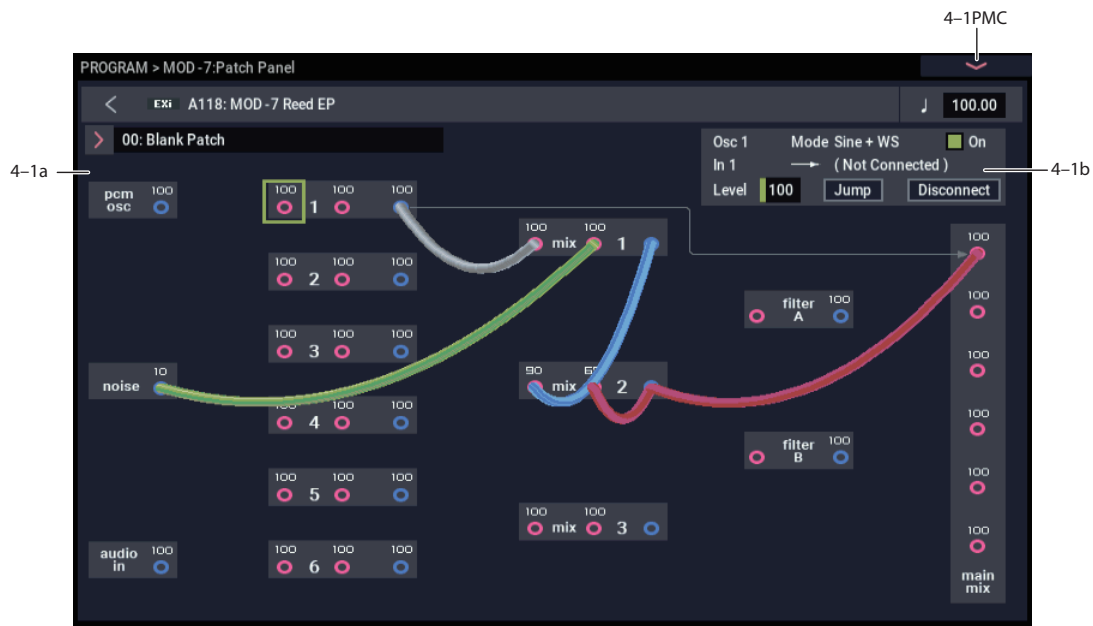 4–1PMC
PROGRAM > MOD-7:Patch Panel
EXi A118: MOD-7 Reed EP
♩ 100.00
00: Blank Patch
Osc 1 Mode Sine + WS On
In 1 → ( Not Connected )
Level 100 Jump Disconnect
4–1a
4–1b
pcm osc 100
100 1 100 100
100 mix 100 1
100
100 2 100 100
filter A 100
100
100 3 100 100
100
noise 10
90 mix 2
100 4 100 100
100
filter B 100
100 5 100 100
100
100 mix 100 3
audio in 100
100 6 100 100
100
main mix